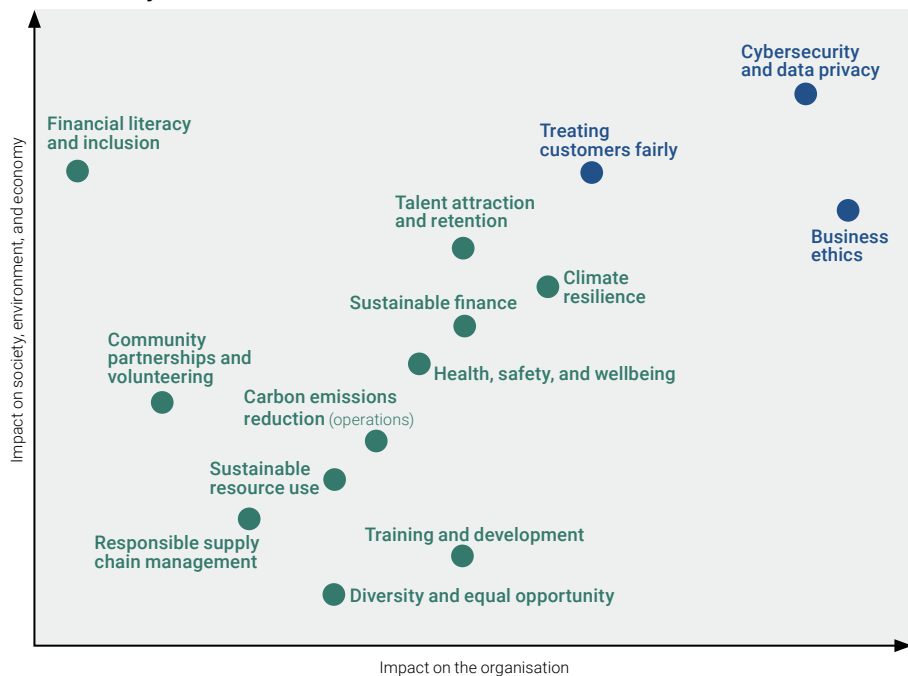 Cybersecurity
and data privacy
Financial literacy
and inclusion
Treating
customers fairly
Talent attraction
and retention
Business
ethics
Climate
resilience
Sustainable finance
Community
partnerships and
volunteering
Health, safety, and wellbeing
Carbon emissions
reduction (operations)
Sustainable
resource use
Training and development
Responsible supply
chain management
Diversity and equal opportunity
Impact on society, environment, and economy
Impact on the organisation